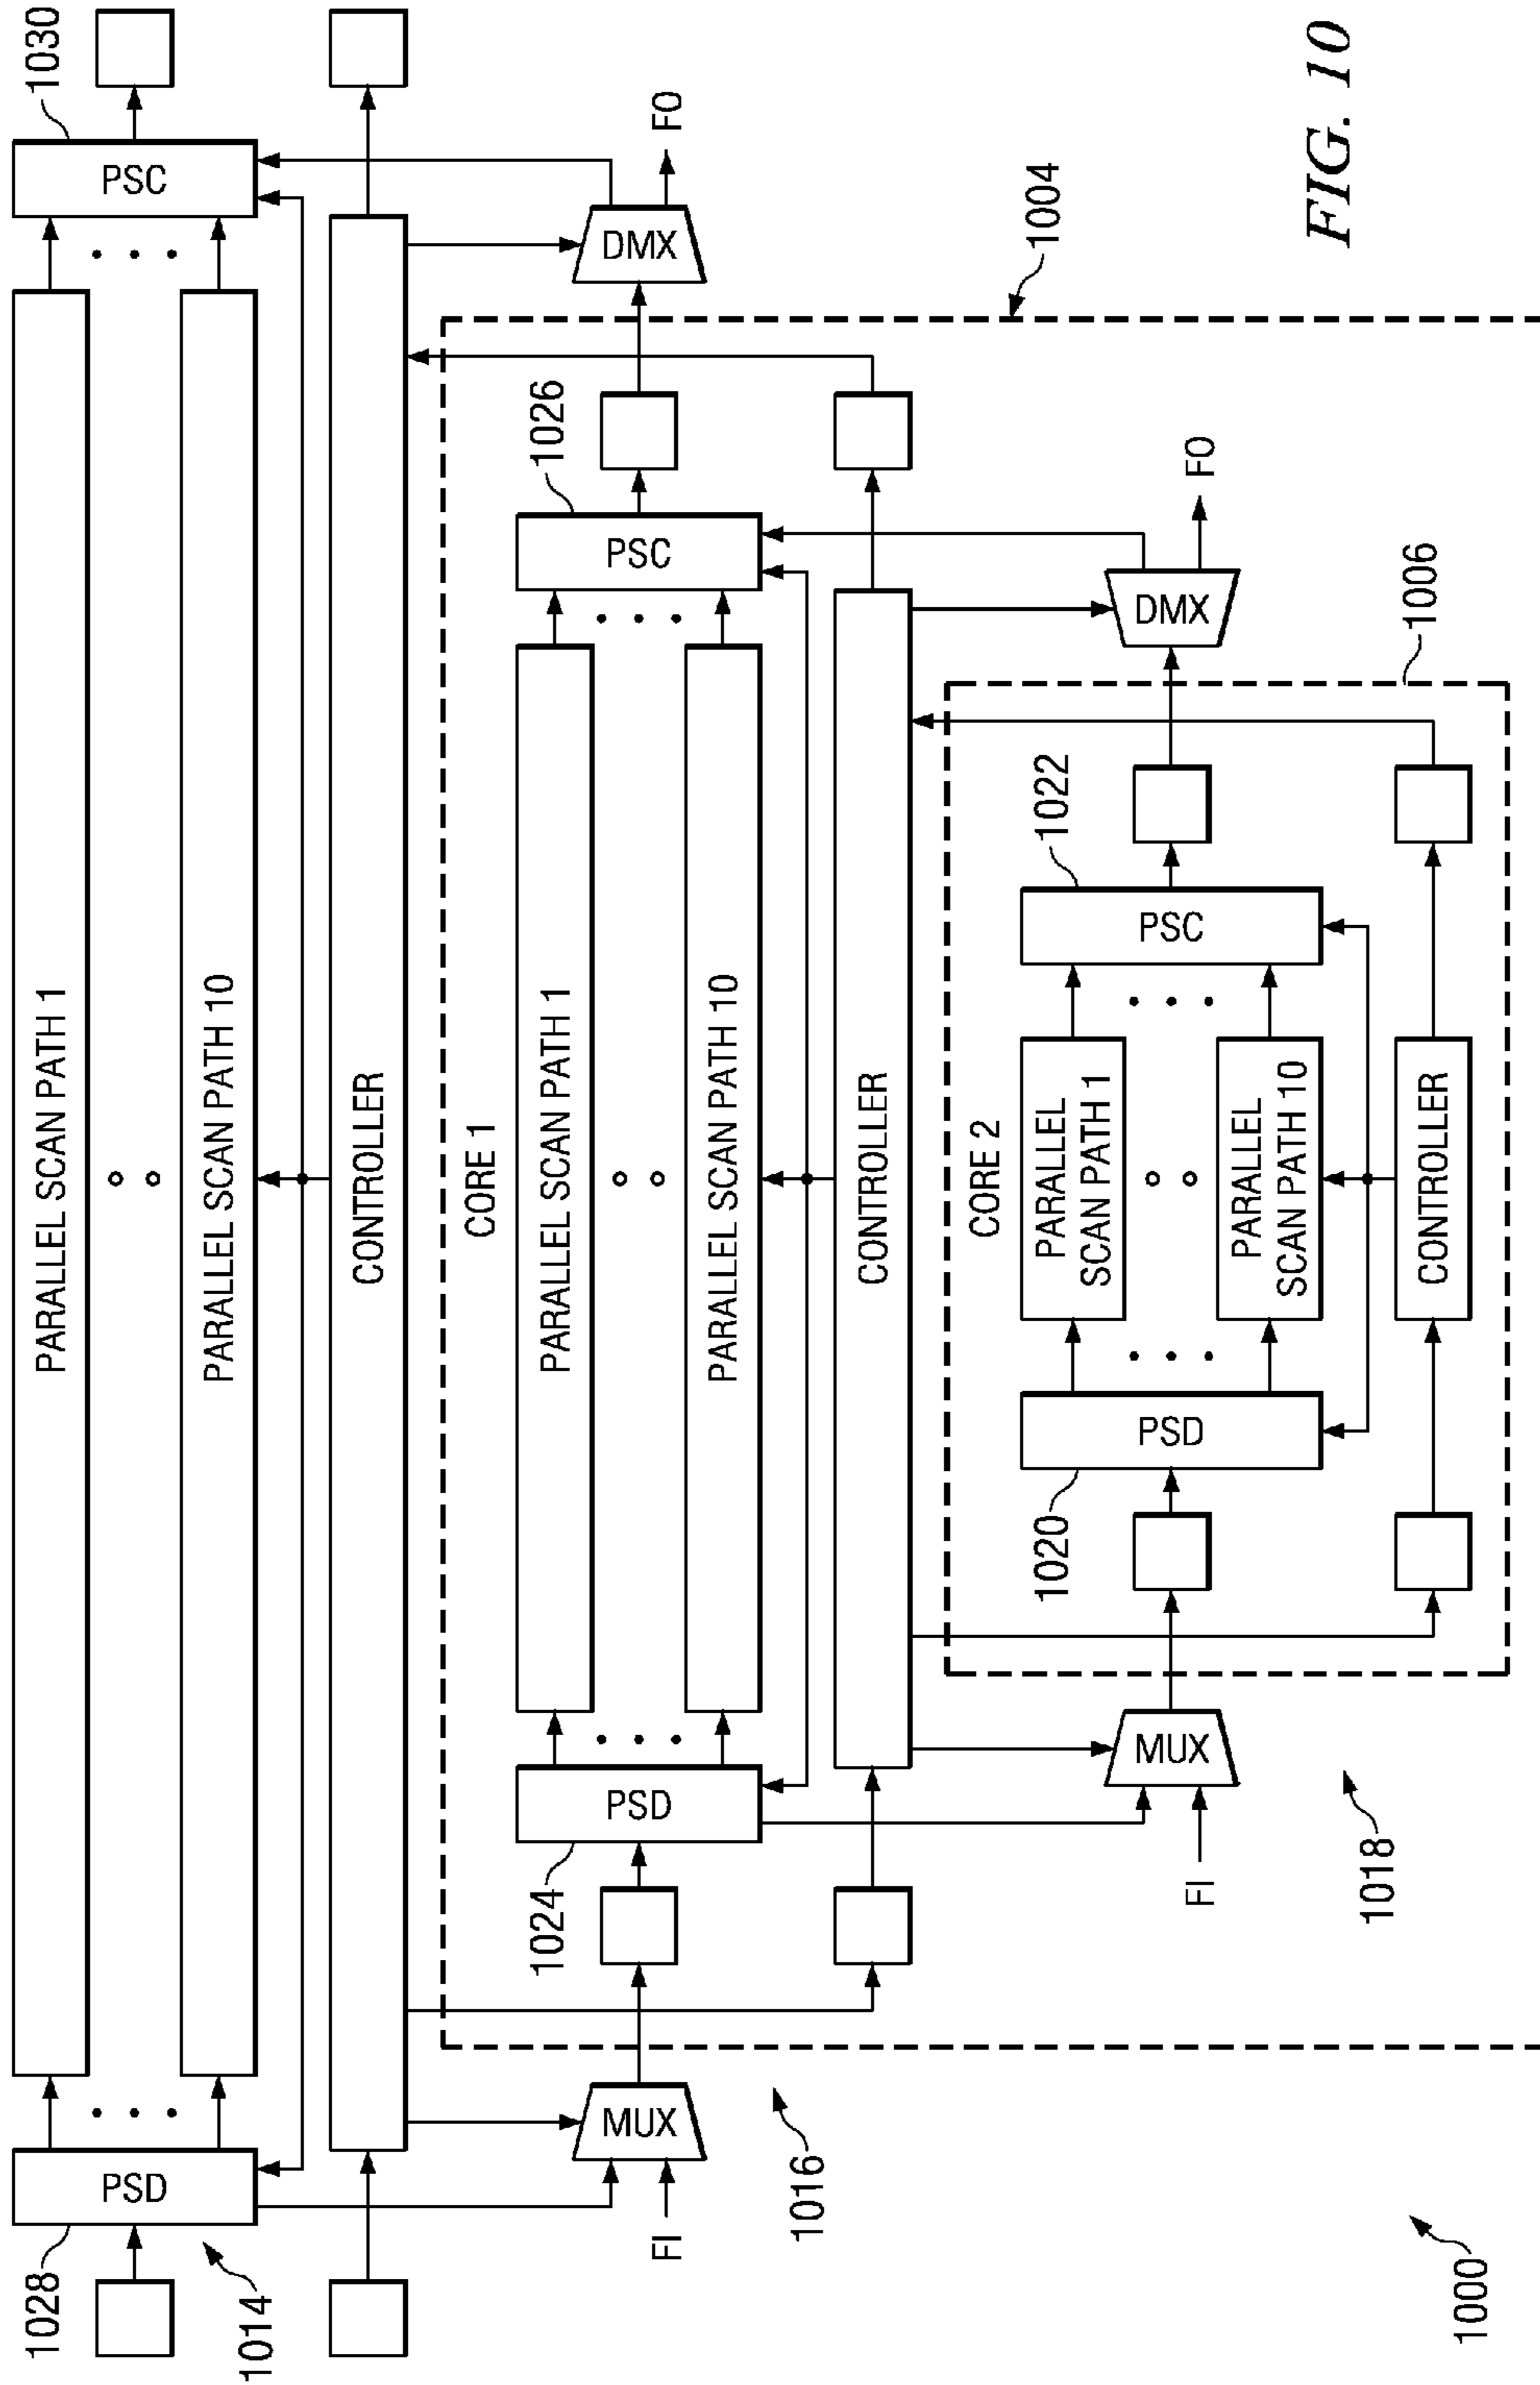 1028
PSD
1014
PARALLEL SCAN PATH 1
PARALLEL SCAN PATH 10
PSC
1030
CONTROLLER
FI
MUX
1016
DMX
FO
CORE 1
1004
1024
PSD
PARALLEL SCAN PATH 1
PARALLEL SCAN PATH 10
PSC
1026
CONTROLLER
FI
MUX
1018
DMX
FO
CORE 2
1006
1020
PSD
PARALLEL
SCAN PATH 1
PARALLEL
SCAN PATH 10
PSC
1022
CONTROLLER
1000
FIG. 10